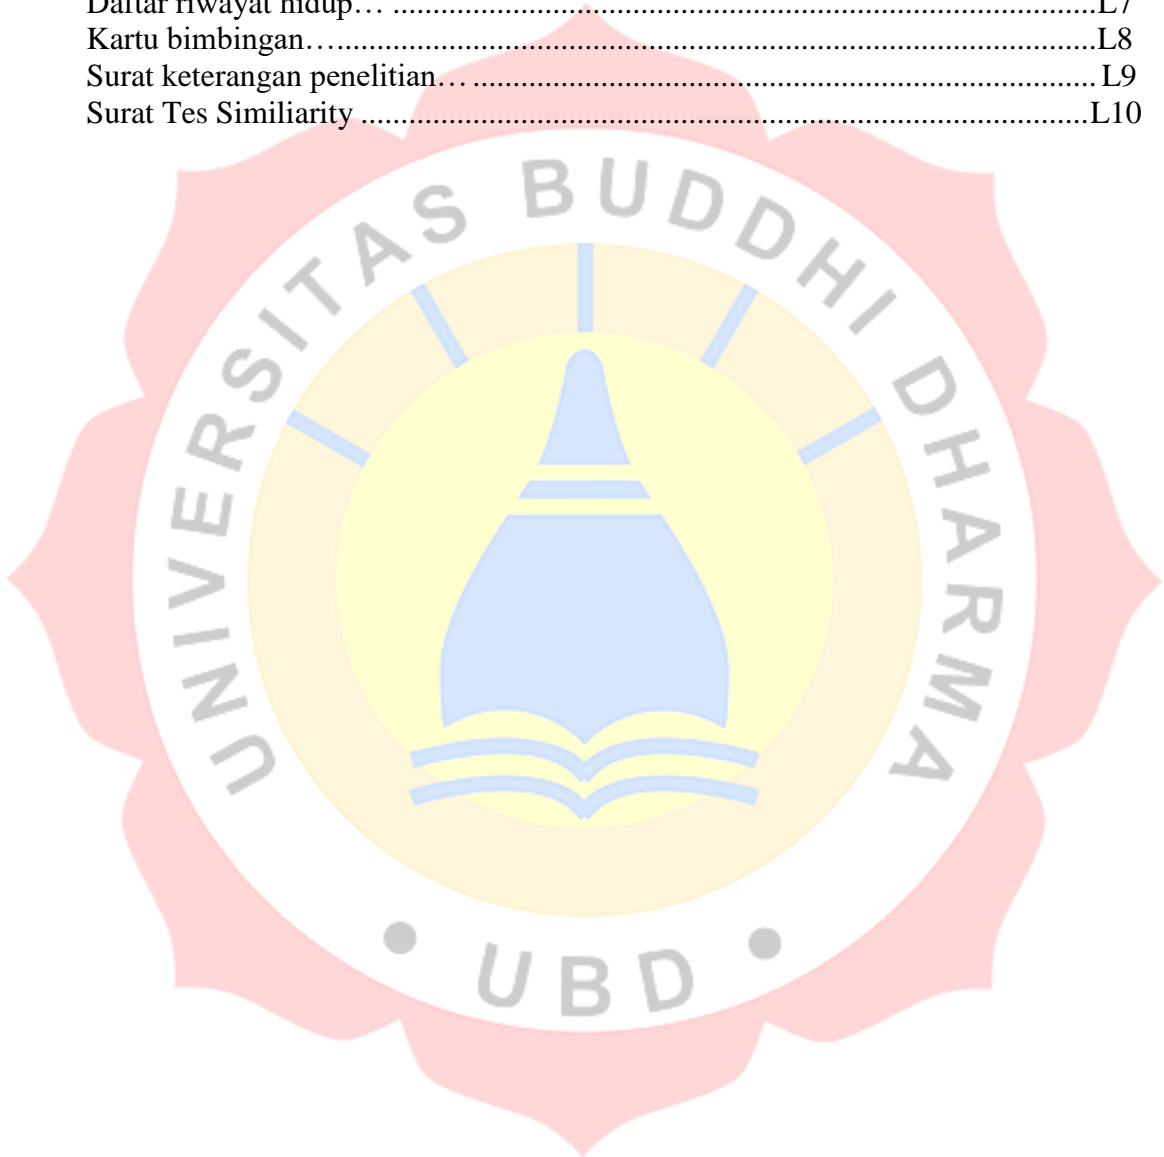 Daftar riwayat hidup… ..........................................................................................L7
Kartu bimbingan…..................................................................................................L8
Surat keterangan penelitian… ................................................................................ L9
Surat Tes Similiarity ..............................................................................................L10
UNIVERSITAS BUDDHI DHARMA
• UBD •